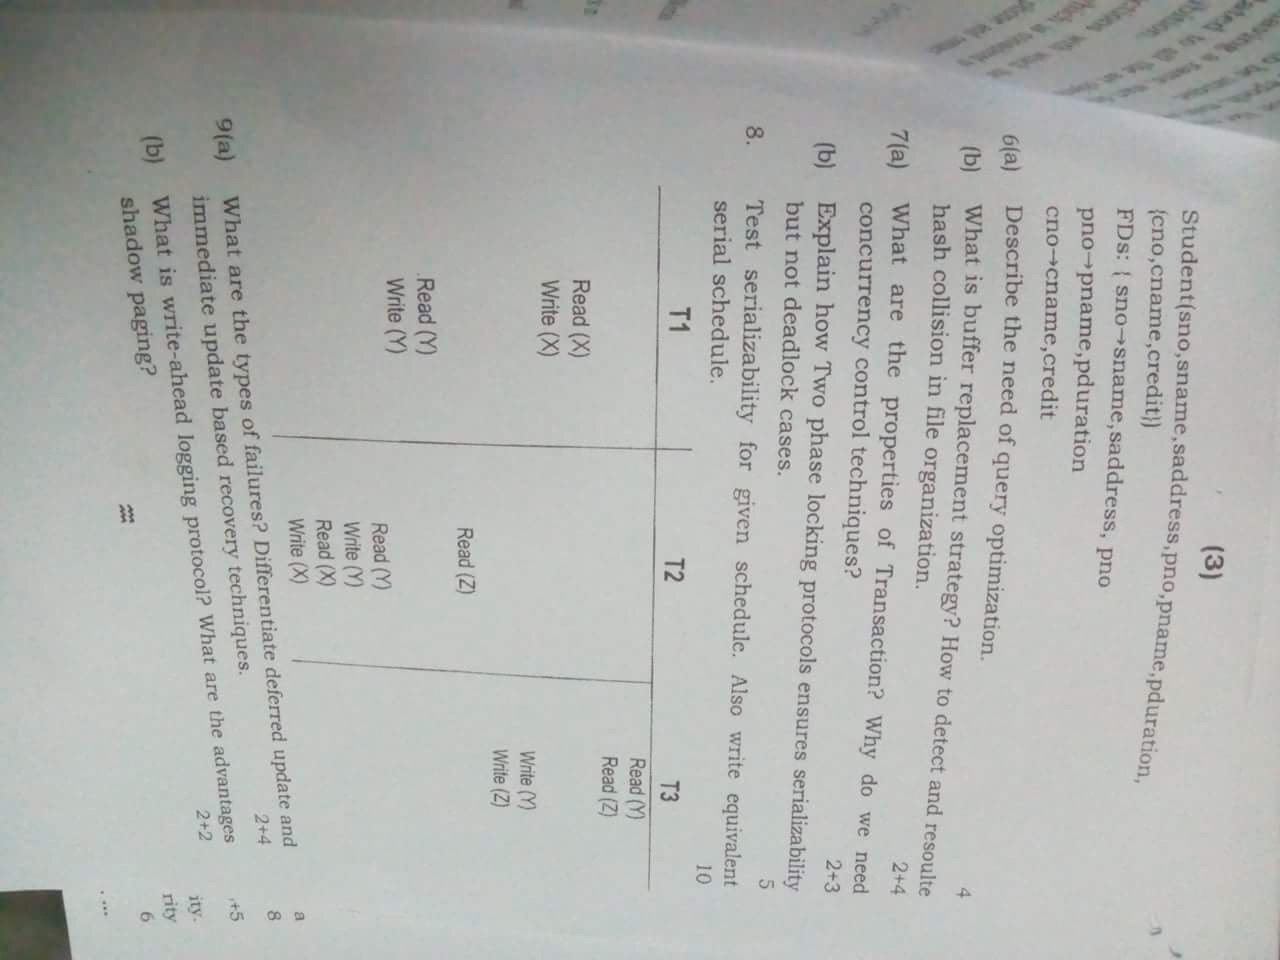 (3)
Student(sno,sname,saddress,pno,pname,pduration,
{cno,cname,credit})
FDs: { sno→sname,saddress, pno
pno→pname,pduration
cno→cname,credit
6(a) Describe the need of query optimization. 4
(b) What is buffer replacement strategy? How to detect and resoulte
hash collision in file organization. 2+4
7(a) What are the properties of Transaction? Why do we need
concurrency control techniques? 2+3
(b) Explain how Two phase locking protocols ensures serializability
but not deadlock cases. 5
8. Test serializability for given schedule. Also write equivalent
serial schedule. 10
T1 T2 T3
Read (Y)
Read (Z)
Read (X)
Write (X)
Write (Y)
Write (Z)
Read (Z)
Read (Y)
Write (Y)
Read (Y)
Write (Y)
Read (X)
Write (X)
9(a) What are the types of failures? Differentiate deferred update and
immediate update based recovery techniques. 2+4
(b) What is write-ahead logging protocol? What are the advantages
shadow paging? 2+2
a
8
+5
ity.
rity
6